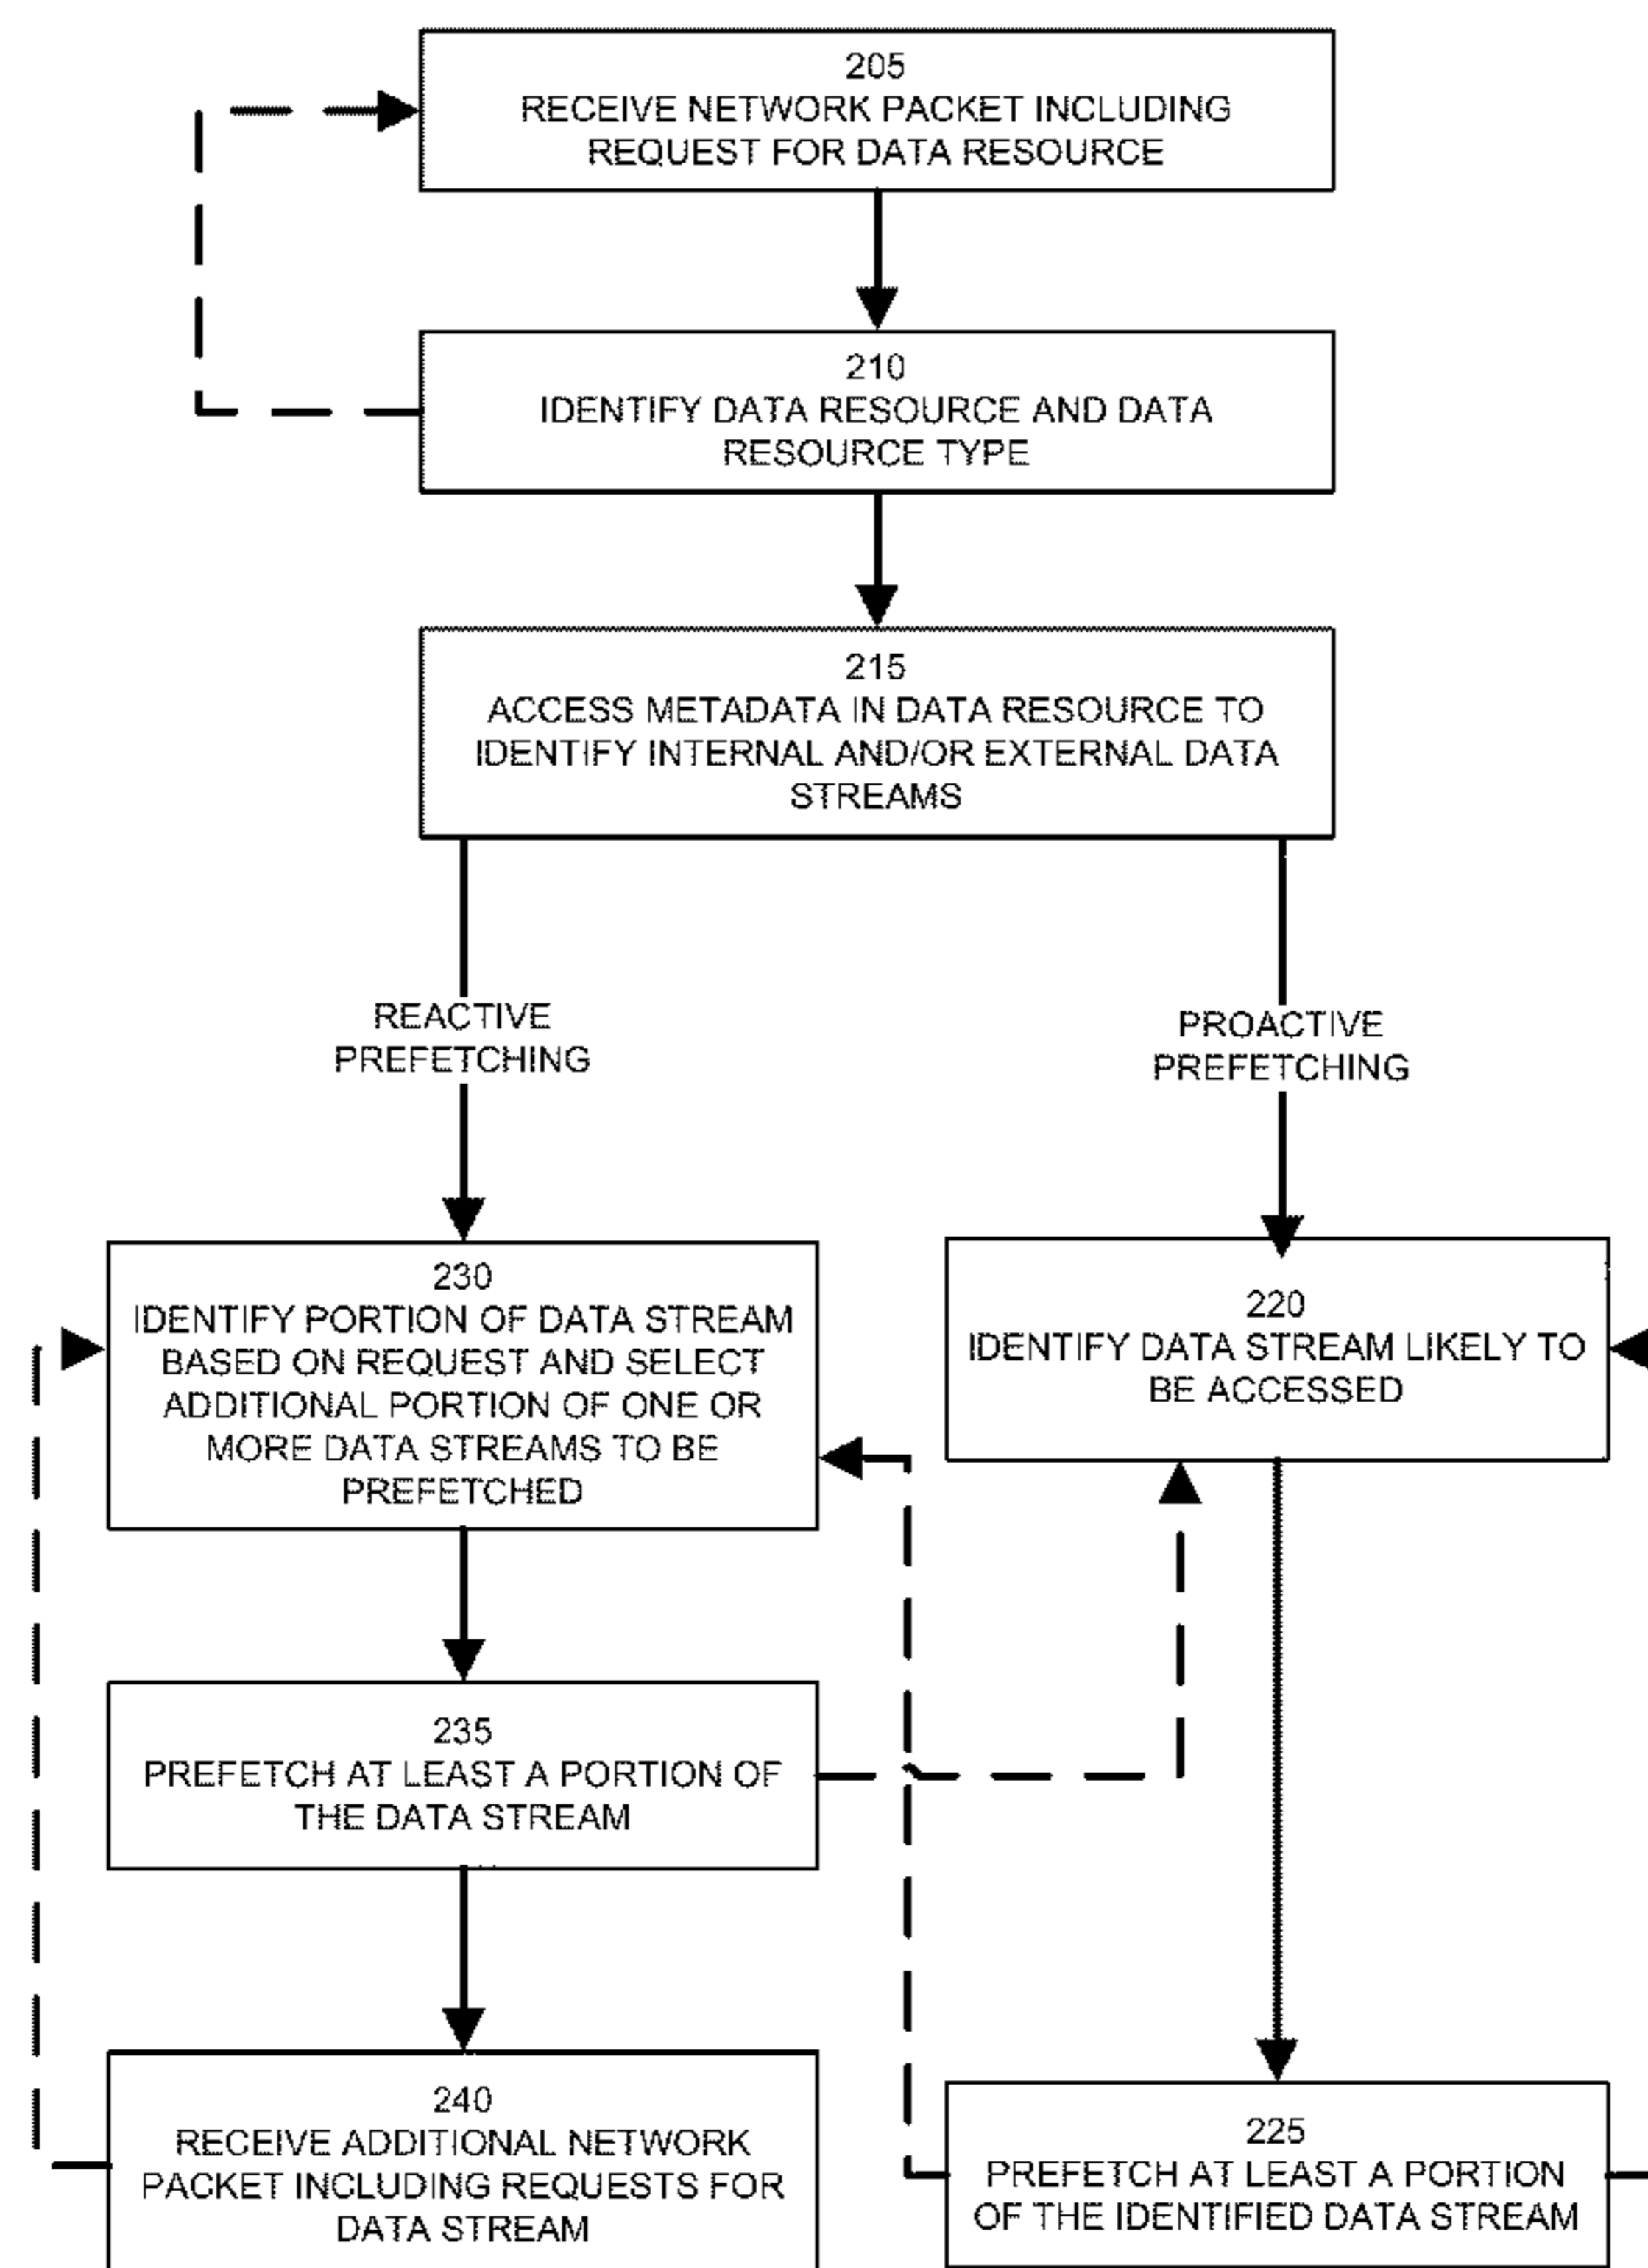 205
RECEIVE NETWORK PACKET INCLUDING
REQUEST FOR DATA RESOURCE
210
IDENTIFY DATA RESOURCE AND DATA
RESOURCE TYPE
215
ACCESS METADATA IN DATA RESOURCE TO
IDENTIFY INTERNAL AND/OR EXTERNAL DATA
STREAMS
REACTIVE
PREFETCHING
PROACTIVE
PREFETCHING
230
IDENTIFY PORTION OF DATA STREAM
BASED ON REQUEST AND SELECT
ADDITIONAL PORTION OF ONE OR
MORE DATA STREAMS TO BE
PREFETCHED
220
IDENTIFY DATA STREAM LIKELY TO
BE ACCESSED
235
PREFETCH AT LEAST A PORTION OF
THE DATA STREAM
240
RECEIVE ADDITIONAL NETWORK
PACKET INCLUDING REQUESTS FOR
DATA STREAM
225
PREFETCH AT LEAST A PORTION
OF THE IDENTIFIED DATA STREAM